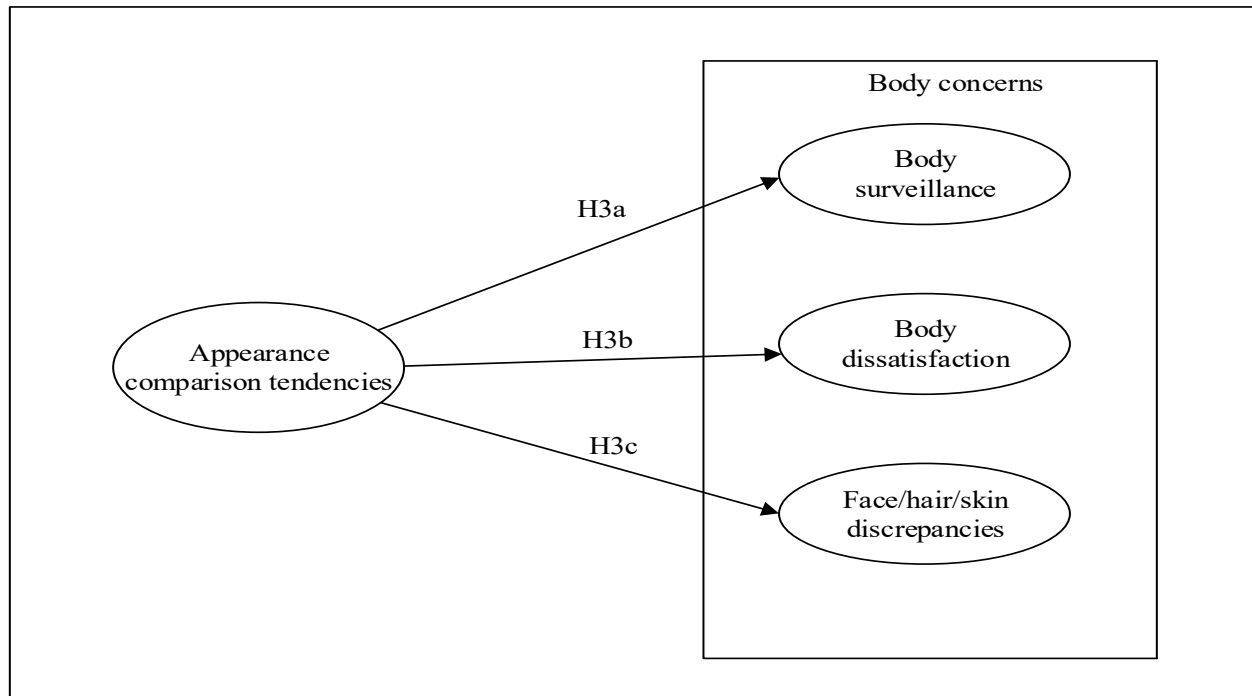 Body concerns
Body
surveillance
H3a
Appearance
comparison tendencies
H3b
Body
dissatisfaction
H3c
Face/hair/skin
discrepancies